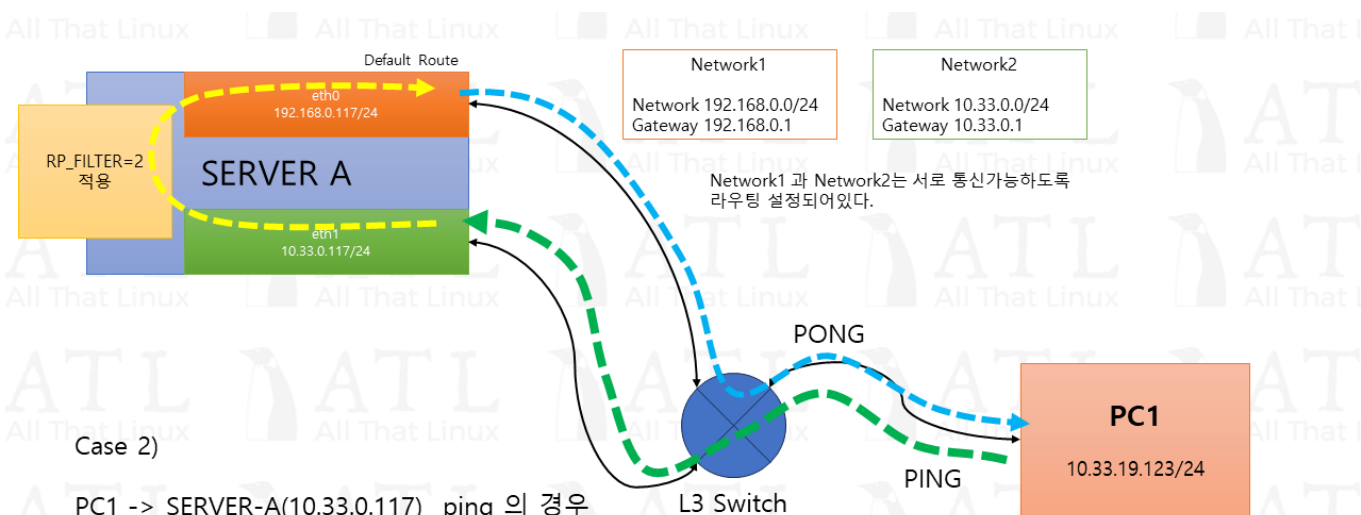 Default Route
eth0
192.168.0.117/24
RP_FILTER=2
적용
SERVER A
eth1
10.33.0.117/24
Network1
Network 192.168.0.0/24
Gateway 192.168.0.1
Network2
Network 10.33.0.0/24
Gateway 10.33.0.1
Network1 과 Network2는 서로 통신가능하도록
라우팅 설정되어있다.
PONG
PING
L3 Switch
PC1
10.33.19.123/24
Case 2)
PC1 -> SERVER-A(10.33.0.117) ping 의 경우
ATL
All That Linux